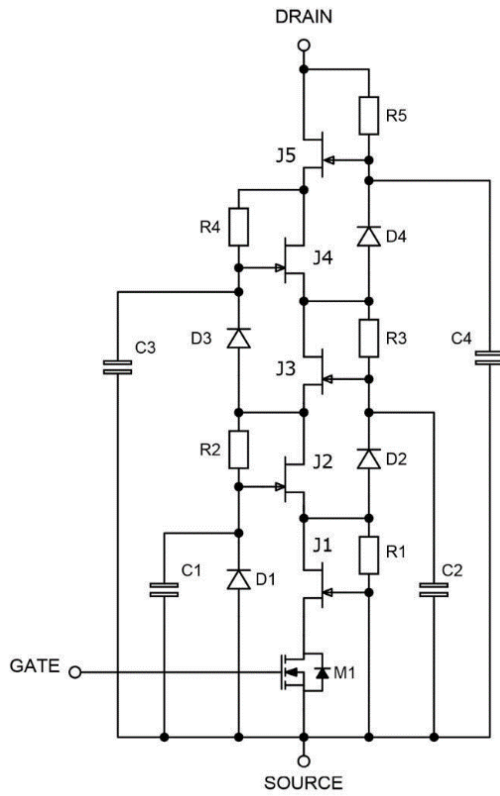 DRAIN
R5
J5
R4
J4
D4
C3
D3
R3
C4
J3
R2
J2
D2
C1
D1
J1
R1
C2
GATE
M1
SOURCE